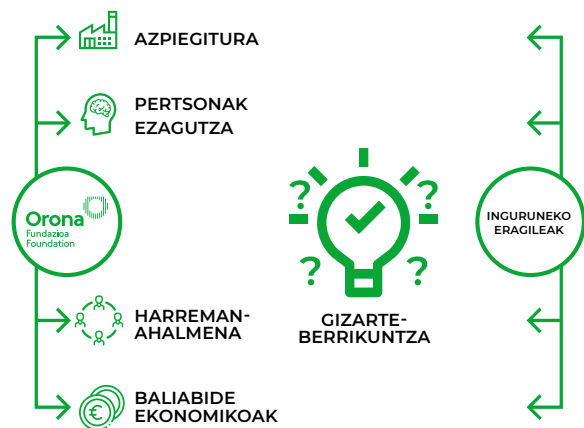 AZPIEGITURA
PERTSONAK
EZAGUTZA
Orona
Fundazioa
Foundation
HARREMAN-
AHALMENA
BALIABIDE
EKONOMIKOAK
? ?
? ?
GIZARTE-
BERRIKUNTZA
INGURUNEKO
ERAGILEAK
€